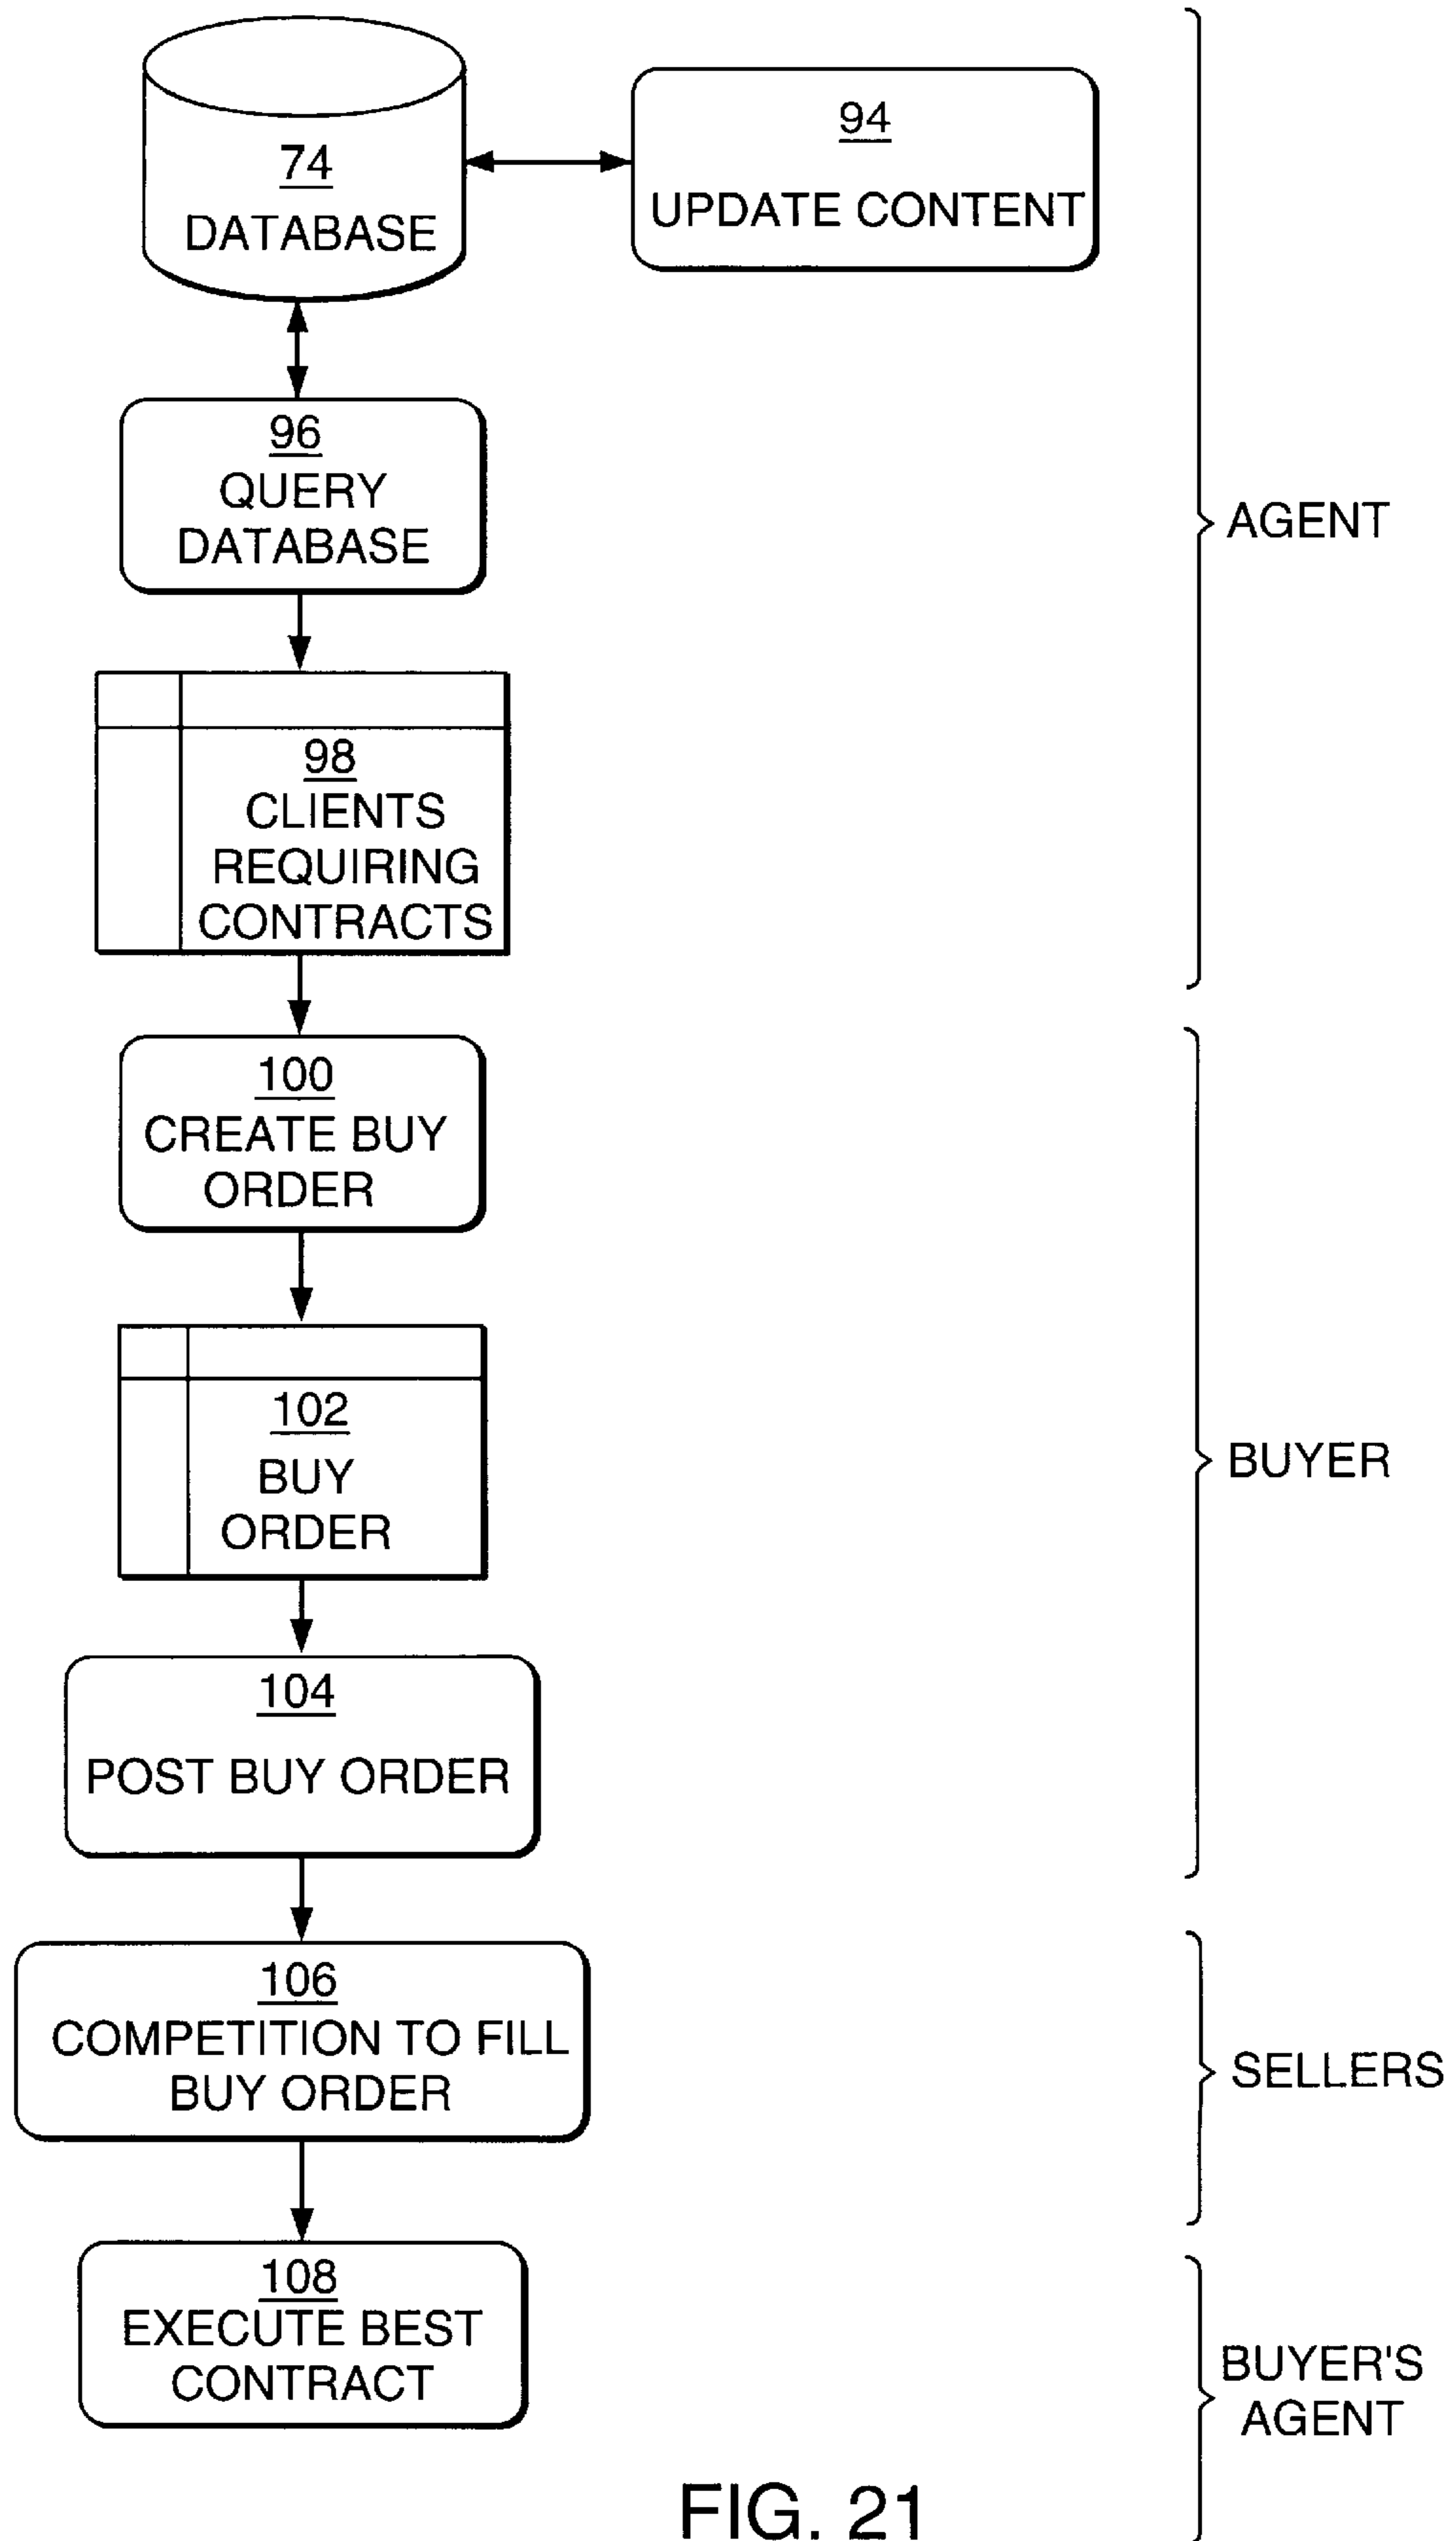 74
DATABASE
94
UPDATE CONTENT
96
QUERY
DATABASE
98
CLIENTS
REQUIRING
CONTRACTS
AGENT
100
CREATE BUY
ORDER
102
BUY
ORDER
104
POST BUY ORDER
BUYER
106
COMPETITION TO FILL
BUY ORDER
SELLERS
108
EXECUTE BEST
CONTRACT
BUYER'S
AGENT
FIG. 21